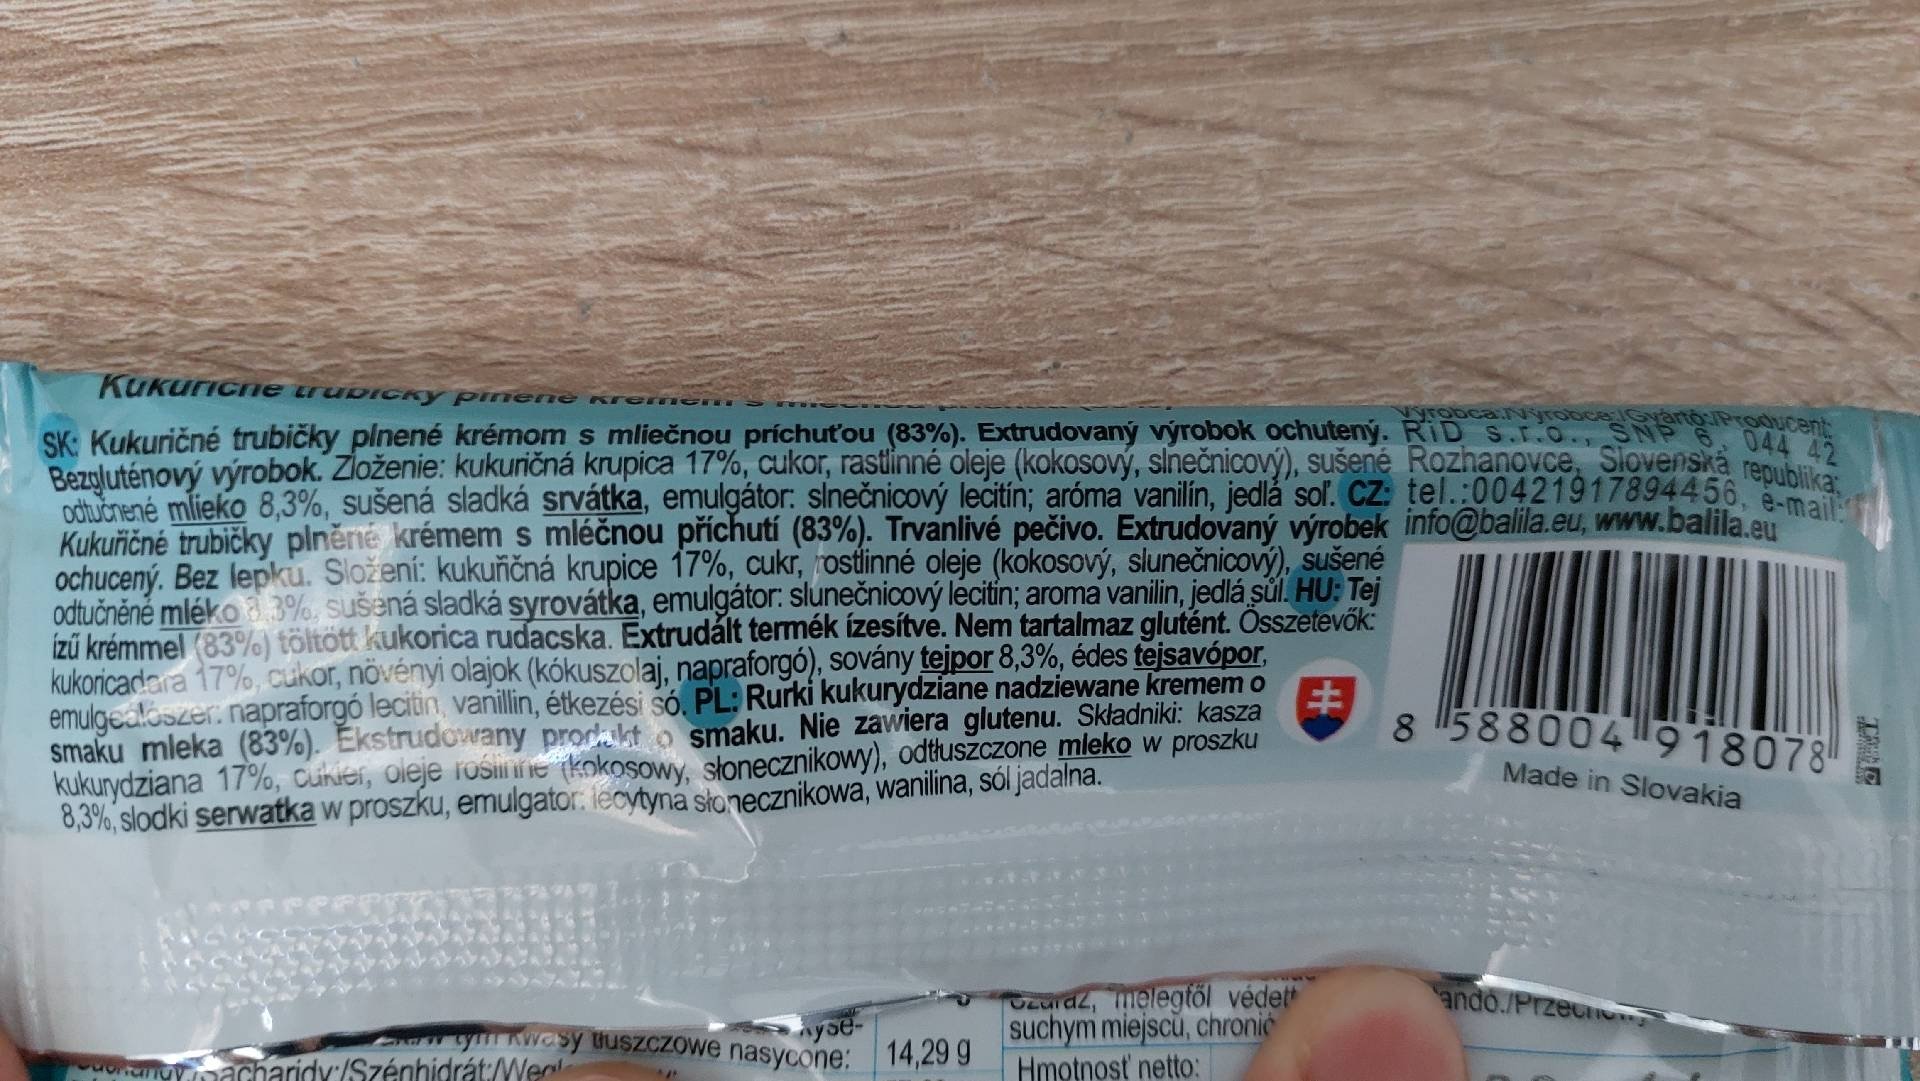 SK: Kukuričné trubičky plnené krémom s mliečnou príchuťou (83%). Extrudovaný výrobok ochutený.
Bezgluténový výrobok. Zloženie: kukuričná krupica 17%, cukor, rastlinné oleje (kokosový, slnečnicový), sušené
odtučnené mlieko 8,3%, sušená sladká srvátka, emulgátor: slnečnicový lecitín; aróma vanilín, jedlá soľ. CZ:
Kukuřičné trubičky plněné krémem s mléčnou příchutí (83%). Trvanlivé pečivo. Extrudovaný výrobek
ochucený. Bez lepku. Složení: kukuřičná krupice 17%, cukr, rostlinné oleje (kokosový, slunečnicový), sušené
odtučněné mléko 8,3%, sušená sladká syrovátka, emulgátor: slunečnicový lecitin; aroma vanilin, jedlá sůl. HU: Tej
ízű krémmel (83%) töltött kukorica rudacska. Extrudált termék ízesítve. Nem tartalmaz glutént. Összetevők:
kukoricadara 17%, cukor, növényi olajok (kókuszolaj, napraforgó), sovány tejpor 8,3%, édes tejsavópor,
emulgeálószer: napraforgó lecitin, vanillin, étkezési só. PL: Rurki kukurydziane nadziewane kremem o
smaku mleka (83%). Ekstrudowany produkt o smaku. Nie zawiera glutenu. Składniki: kasza
kukurydziana 17%, cukier, oleje roślinne (kokosowy, słonecznikowy), odtłuszczone mleko w proszku
8,3%, slodki serwatka w proszku, emulgator: lecytyna słonecznikowa, wanilina, sól jadalna.
Výrobca:/Výrobce:/Gyártó:/Producent:
RiD s.r.o., SNP 6, 044 42
Rozhanovce, Slovenská republika;
tel.:00421917894456, e-mail:
info@balila.eu, www.balila.eu
8 588004 918078
Made in Slovakia
tłuszczowe nasycone: 14,29 g
Sacharidy:/Szénhidrát:
melegtől védett
suchym miejscu,
Hmotnosť netto: